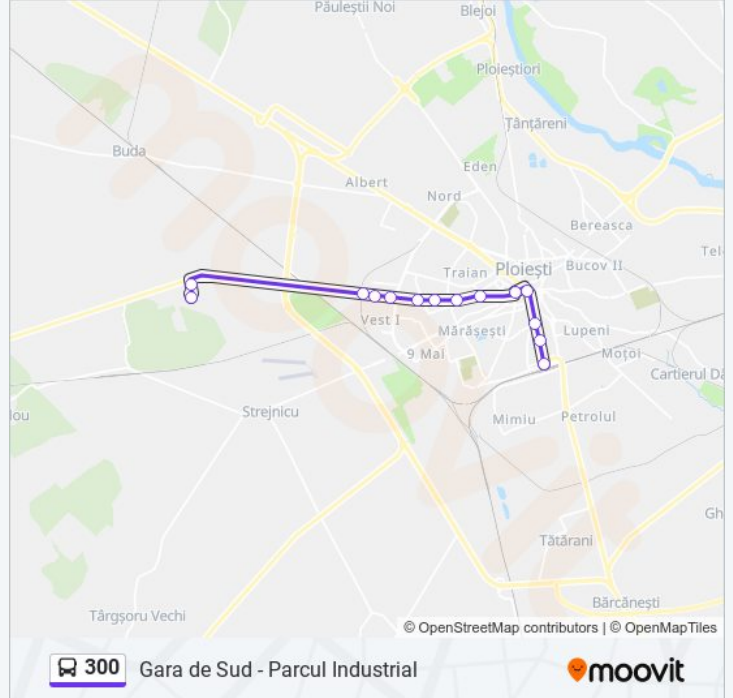 Păuleștii Noi
Blejoi
Ploieștiori
Țânțăreni
Buda
Eden
Albert
Nord
Bereasca
Tel
Traian
Ploiești
Bucov II
Vest I
Mărășești
Lupeni
9 Mai
Moțoi
Cartierul Da
Strejnicu
Mimiu
Petrolul
lou
Gh
Tătărani
Bărcănești
Târgșoru Vechi
© OpenStreetMap contributors | © OpenMapTiles
300 Gara de Sud - Parcul Industrial
moovit
moovit